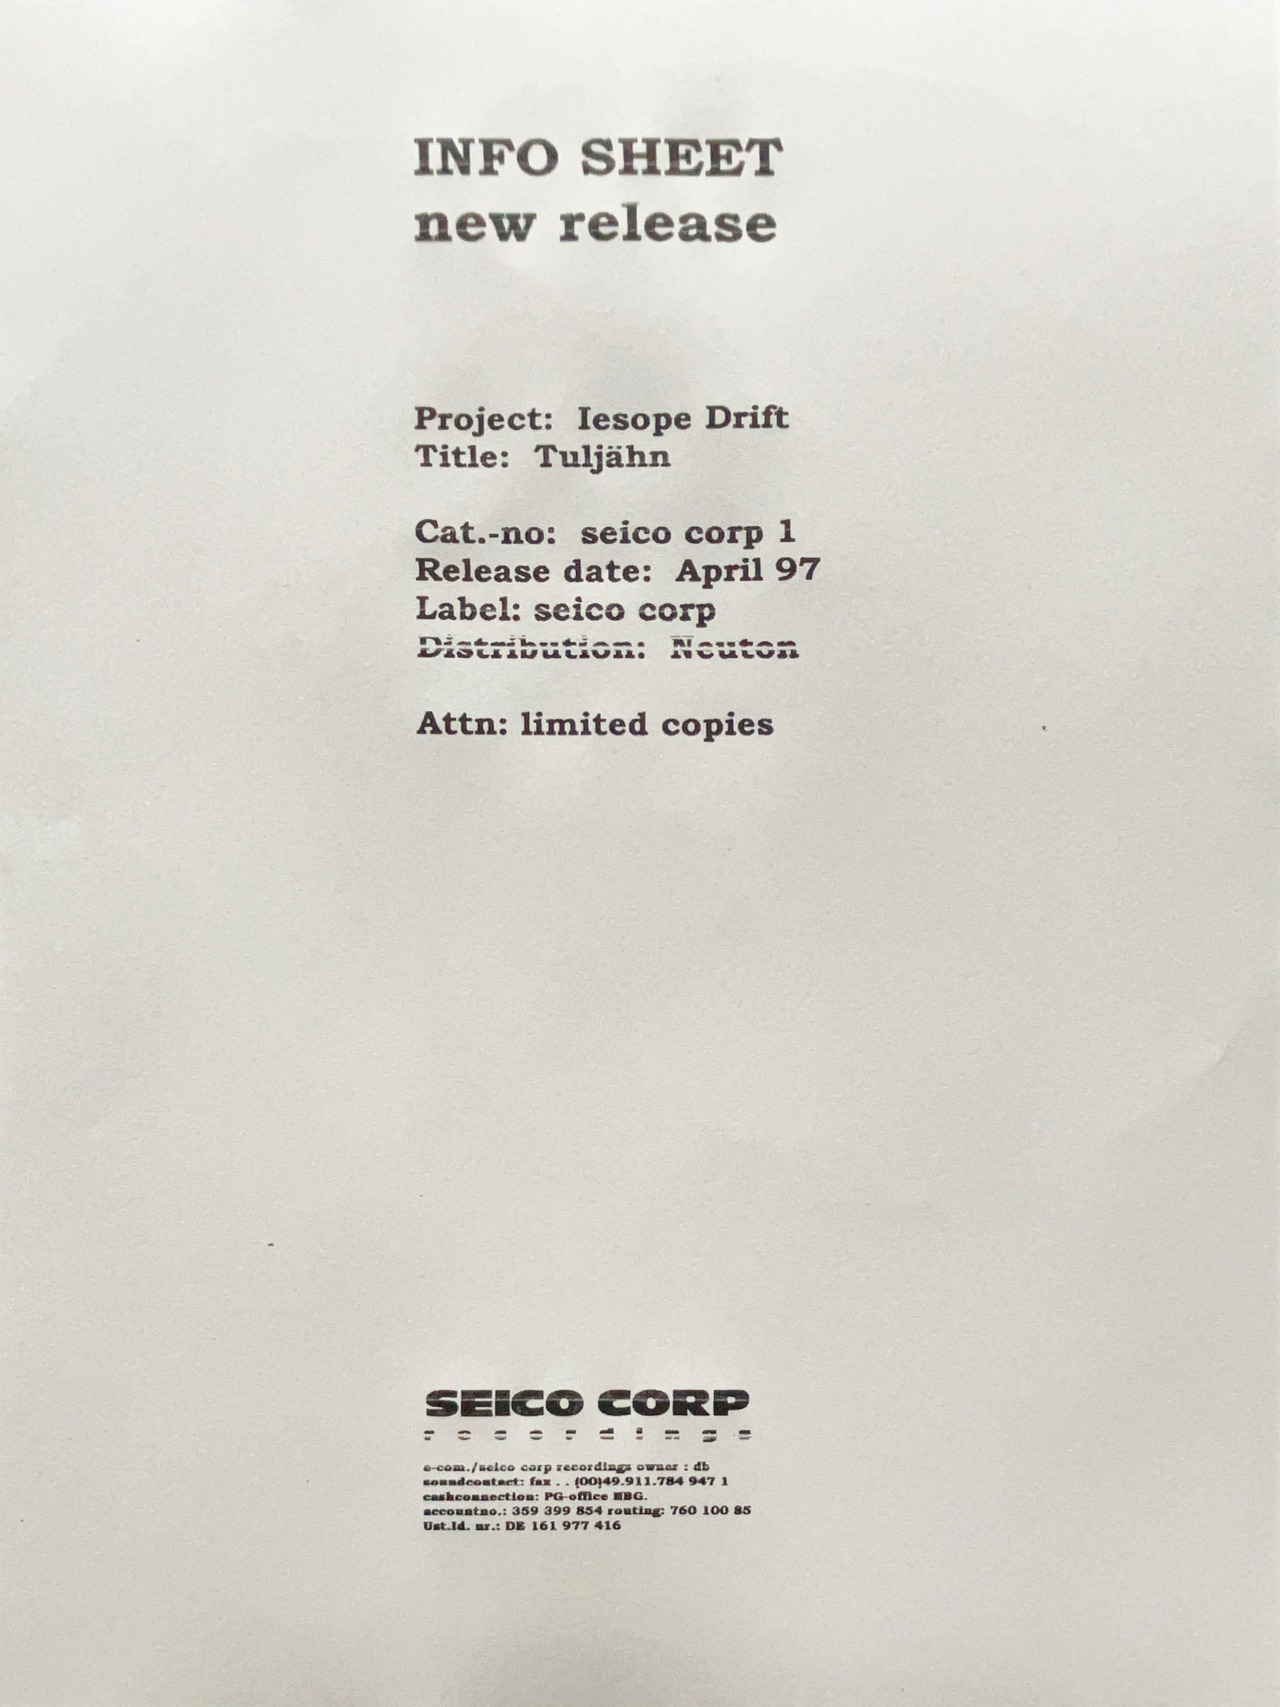 INFO SHEET
new release
Project: Iesope Drift
Title: Tuljähn
Cat.-no: seico corp 1
Release date: April 97
Label: seico corp
Distribution: Neuton
Attn: limited copies
SEICO CORP
recordings
e-com./seico corp recordings owner : db
soundcontact: fax . . (00)49.911.784 947 1
cashconnection: PG-office NBG.
accountno.: 359 399 854 routing: 760 100 85
Ust.Id. nr.: DE 161 977 416